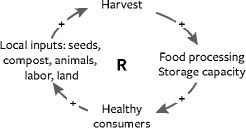 Harvest
+
+
Local inputs: seeds,
compost, animals,
labor, land
R
Food processing
Storage capacity
+
+
Healthy
consumers